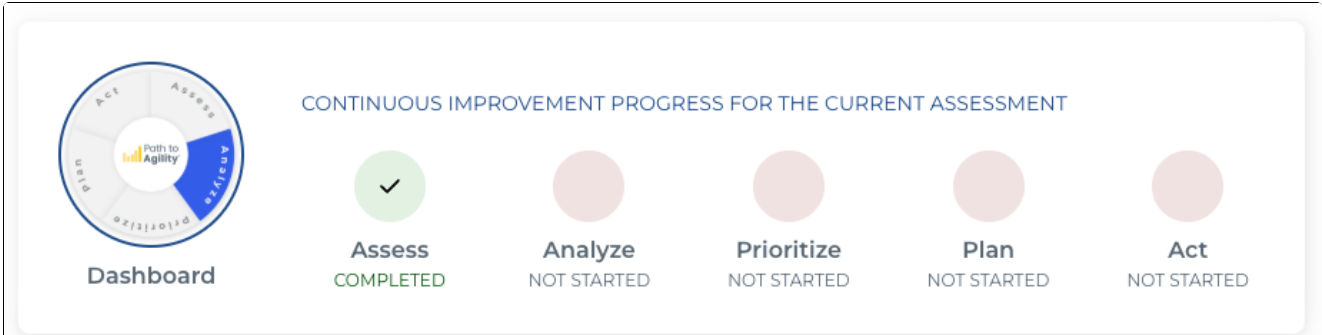 Act
Assess
Analyze
Prioritize
Plan
Path to
Agility
Dashboard
CONTINUOUS IMPROVEMENT PROGRESS FOR THE CURRENT ASSESSMENT
Assess
COMPLETED
Analyze
NOT STARTED
Prioritize
NOT STARTED
Plan
NOT STARTED
Act
NOT STARTED